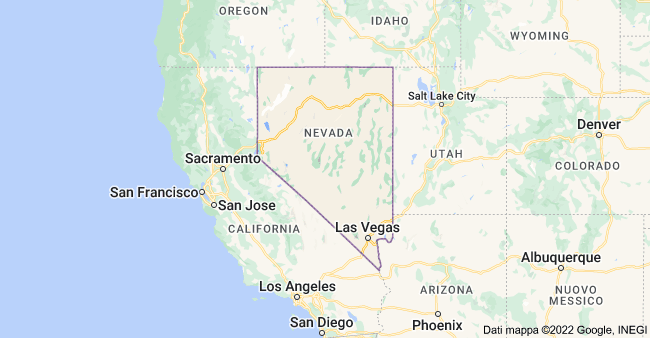 OREGON
IDAHO
WYOMING
Salt Lake City
NEVADA
Denver
Sacramento
UTAH
COLORADO
San Francisco
San Jose
CALIFORNIA
Las Vegas
Albuquerque
Los Angeles
ARIZONA
NUOVO
MESSICO
San Diego
Phoenix
Dati mappa ©2022 Google, INEGI